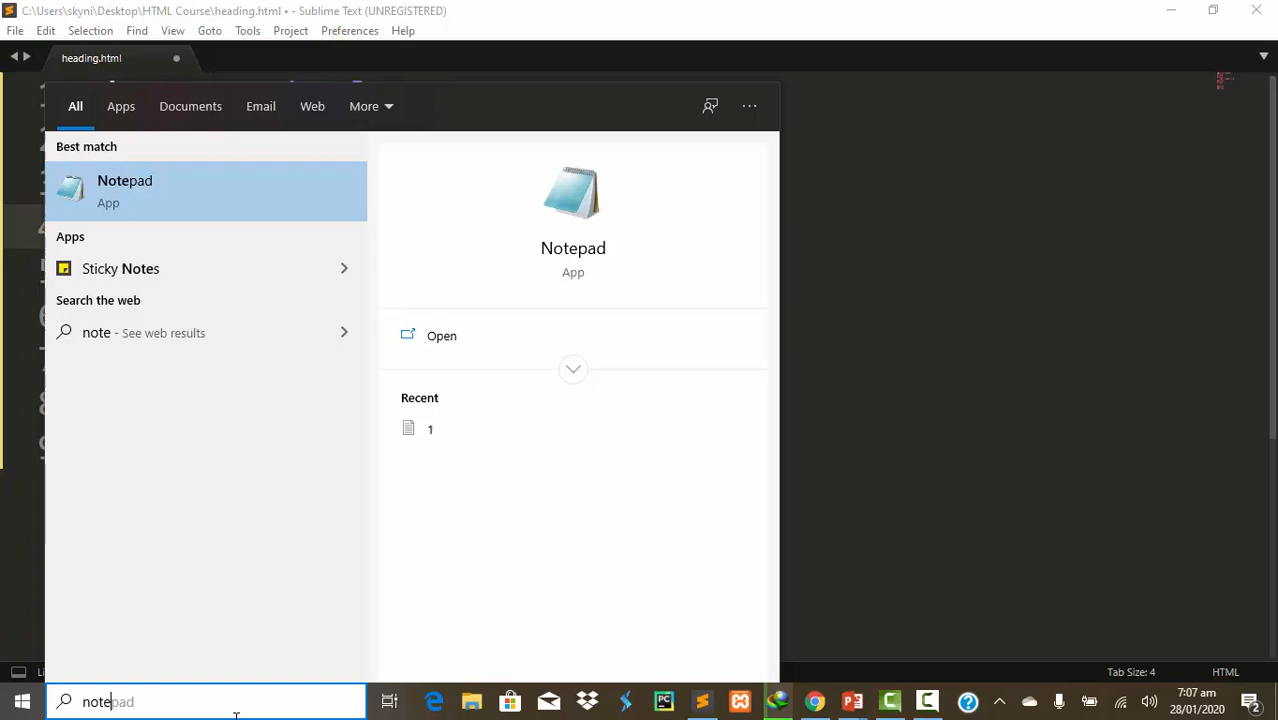 C:\Users\skyni\Desktop\HTML Course\heading.html • - Sublime Text (UNREGISTERED)
File Edit Selection Find View Goto Tools Project Preferences Help
heading.html
All Apps Documents Email Web More
Best match
Notepad
App
Apps
Sticky Notes
Search the web
note - See web results
Notepad
App
Open
Recent
1
Tab Size: 4 HTML
notepad
7:07 am
28/01/2020
2